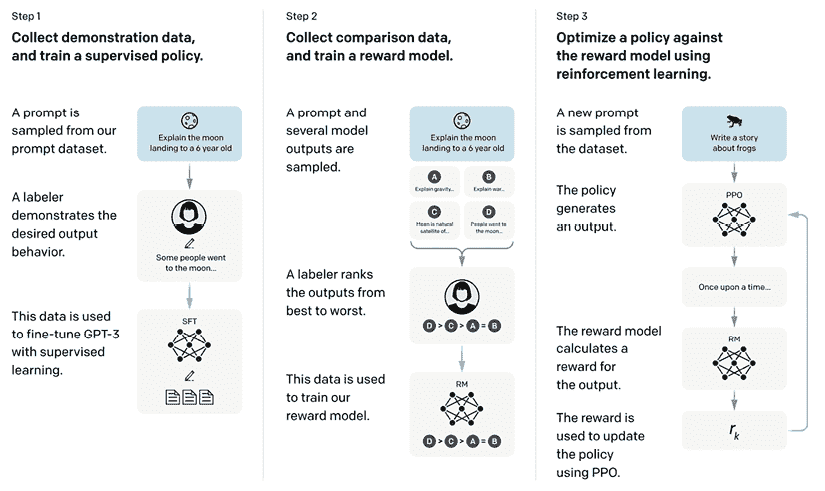 Step 1
Collect demonstration data,
and train a supervised policy.
A prompt is
sampled from our
prompt dataset.
Explain the moon
landing to a 6 year old
A labeler
demonstrates the
desired output
behavior.
Some people went
to the moon...
This data is used
to fine-tune GPT-3
with supervised
learning.
SFT
Step 2
Collect comparison data,
and train a reward model.
A prompt and
several model
outputs are
sampled.
Explain the moon
landing to a 6 year old
A
Explain gravity...
B
Explain war...
C
Moon is natural
satellite of...
D
People went to
the moon...
A labeler ranks
the outputs from
best to worst.
D > C > A = B
This data is used
to train our
reward model.
RM
D > C > A = B
Step 3
Optimize a policy against
the reward model using
reinforcement learning.
A new prompt
is sampled from
the dataset.
Write a story
about frogs
The policy
generates
an output.
PPO
Once upon a time...
The reward model
calculates a
reward for
the output.
RM
The reward is
used to update
the policy
using PPO.
rk